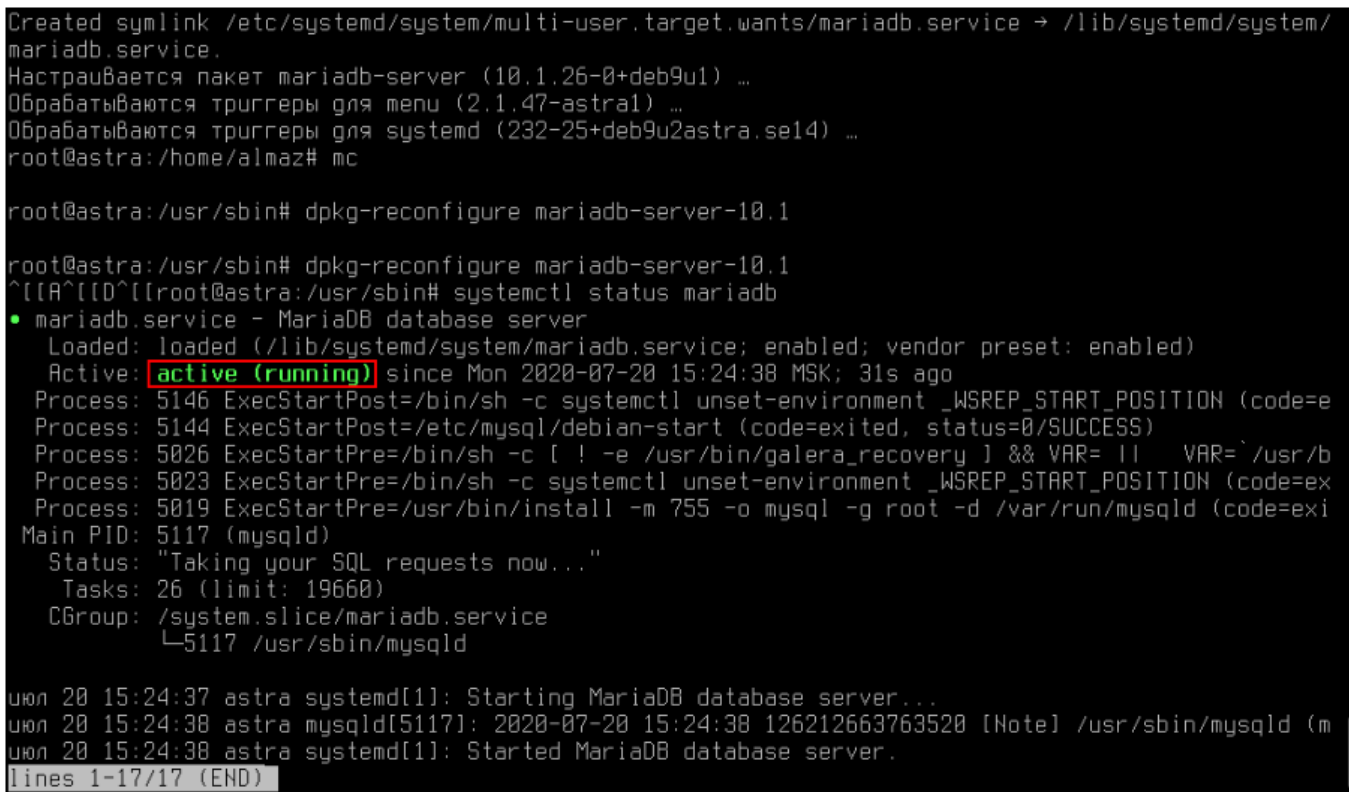 Created symlink /etc/systemd/system/multi-user.target.wants/mariadb.service → /lib/systemd/system/
mariadb.service.
Настраивается пакет mariadb-server (10.1.26-0+deb9u1) …
Обрабатываются триггеры для menu (2.1.47-astra1) …
Обрабатываются триггеры для systemd (232-25+deb9u2astra.se14) …
root@astra:/home/almaz# mc
root@astra:/usr/sbin# dpkg-reconfigure mariadb-server-10.1
root@astra:/usr/sbin# dpkg-reconfigure mariadb-server-10.1
^[[A^[[D^[[root@astra:/usr/sbin# systemctl status mariadb
● mariadb.service - MariaDB database server
Loaded: loaded (/lib/systemd/system/mariadb.service; enabled; vendor preset: enabled)
Active: active (running) since Mon 2020-07-20 15:24:38 MSK; 31s ago
Process: 5146 ExecStartPost=/bin/sh -c systemctl unset-environment _WSREP_START_POSITION (code=e
Process: 5144 ExecStartPost=/etc/mysql/debian-start (code=exited, status=0/SUCCESS)
Process: 5026 ExecStartPre=/bin/sh -c [ ! -e /usr/bin/galera_recovery ] && VAR= ||   VAR=`/usr/b
Process: 5023 ExecStartPre=/bin/sh -c systemctl unset-environment _WSREP_START_POSITION (code=ex
Process: 5019 ExecStartPre=/usr/bin/install -m 755 -o mysql -g root -d /var/run/mysqld (code=exi
Main PID: 5117 (mysqld)
Status: "Taking your SQL requests now..."
Tasks: 26 (limit: 19660)
CGroup: /system.slice/mariadb.service
└─5117 /usr/sbin/mysqld
июл 20 15:24:37 astra systemd[1]: Starting MariaDB database server...
июл 20 15:24:38 astra mysqld[5117]: 2020-07-20 15:24:38 126212663763520 [Note] /usr/sbin/mysqld (m
июл 20 15:24:38 astra systemd[1]: Started MariaDB database server.
lines 1-17/17 (END)